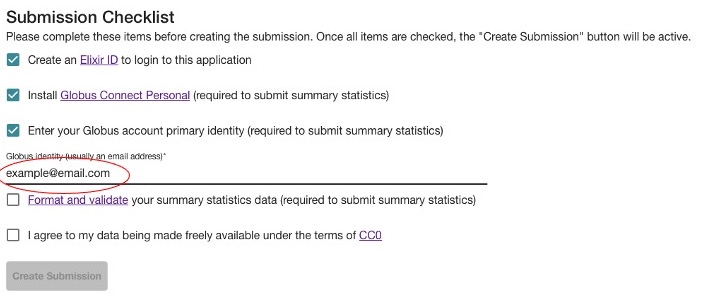 Submission Checklist
Please complete these items before creating the submission. Once all items are checked, the "Create Submission" button will be active.
Create an Elixir ID to login to this application
Install Globus Connect Personal (required to submit summary statistics)
Enter your Globus account primary identity (required to submit summary statistics)
Globus identity (usually an email address)*
example@email.com
Format and validate your summary statistics data (required to submit summary statistics)
I agree to my data being made freely available under the terms of CC0
Create Submission